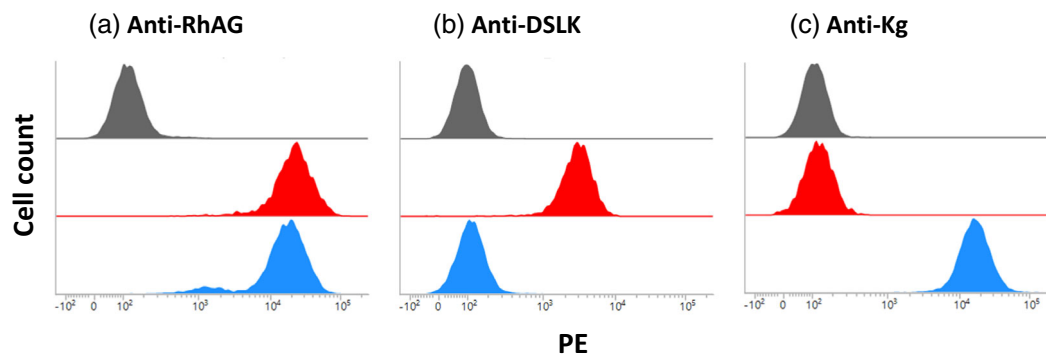 (a) Anti-RhAG (b) Anti-DSLK (c) Anti-Kg
Cell count
-10² 0 10² 10³ 10⁴ 10⁵ -10² 0 10² 10³ 10⁴ 10⁵ -10² 0 10² 10³ 10⁴ 10⁵
PE